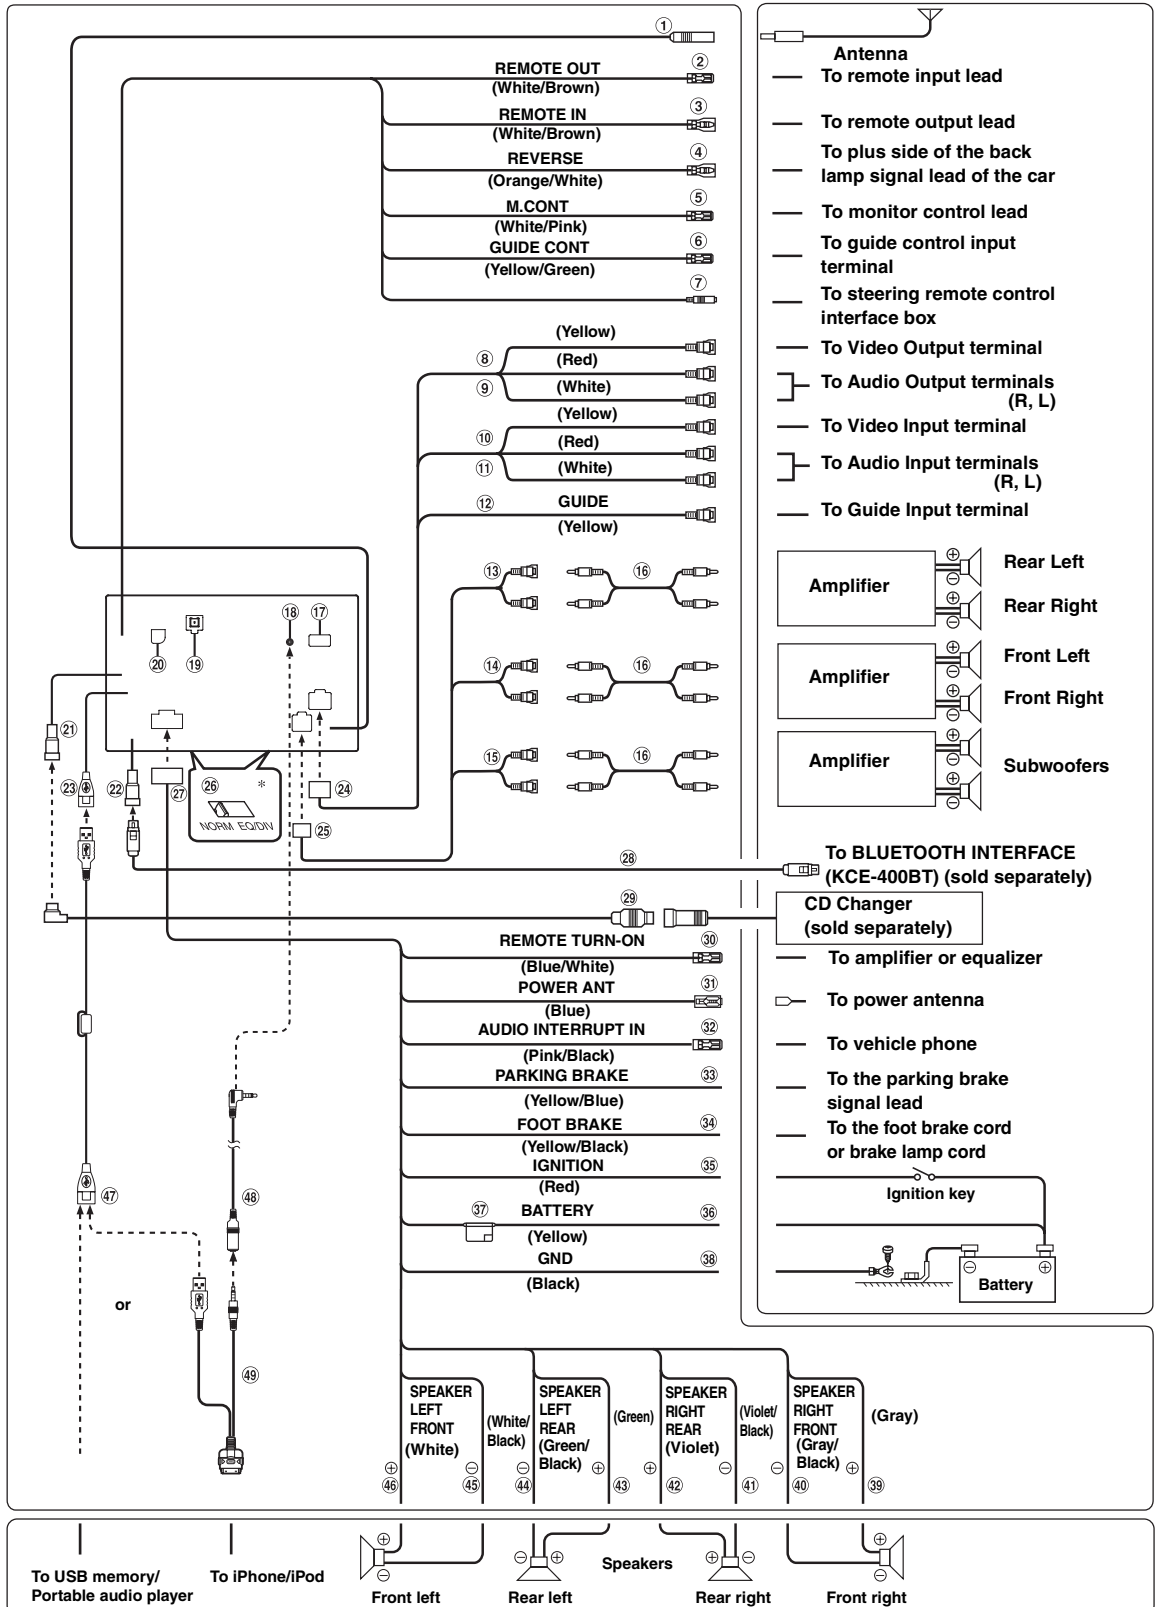 ①
Antenna
②
REMOTE OUT
(White/Brown)
To remote input lead
③
REMOTE IN
(White/Brown)
To remote output lead
④
REVERSE
(Orange/White)
To plus side of the back
lamp signal lead of the car
⑤
M.CONT
(White/Pink)
To monitor control lead
⑥
GUIDE CONT
(Yellow/Green)
To guide control input
terminal
⑦
To steering remote control
interface box
(Yellow)
To Video Output terminal
⑧
(Red)
⑨
(White)
To Audio Output terminals
(R, L)
(Yellow)
To Video Input terminal
⑩
(Red)
⑪
(White)
To Audio Input terminals
(R, L)
⑫
GUIDE
(Yellow)
To Guide Input terminal
⑬
⑯
Amplifier
⊕
⊖
Rear Left
⊕
⊖
Rear Right
⑱
⑰
⑳
⑲
⑭
⑯
Amplifier
⊕
⊖
Front Left
⊕
⊖
Front Right
⑮
⑯
Amplifier
⊕
⊖
⊕
⊖
Subwoofers
㉑
㉓
㉒
㉗
㉖
*
NORM EQ/DIV
㉔
㉕
㉘
To BLUETOOTH INTERFACE
(KCE-400BT) (sold separately)
㉙
CD Changer
(sold separately)
REMOTE TURN-ON
㉚
(Blue/White)
To amplifier or equalizer
POWER ANT
㉛
(Blue)
To power antenna
AUDIO INTERRUPT IN
㉜
(Pink/Black)
To vehicle phone
PARKING BRAKE
㉝
(Yellow/Blue)
To the parking brake
signal lead
FOOT BRAKE
㉞
(Yellow/Black)
To the foot brake cord
or brake lamp cord
IGNITION
㉟
(Red)
Ignition key
㊲
BATTERY
㊱
(Yellow)
GND
㊳
(Black)
⊖
⊕
Battery
㊼
㊽
or
㊾
SPEAKER
LEFT
FRONT
(White)
(White/
Black)
SPEAKER
LEFT
REAR
(Green/
Black)
(Green)
SPEAKER
RIGHT
REAR
(Violet)
(Violet/
Black)
SPEAKER
RIGHT
FRONT
(Gray/
Black)
(Gray)
⊕ ⊖ ⊖ ⊕ ⊕ ⊖ ⊖ ⊕
㊻ ㊺ ㊹ ㊸ ㊷ ㊶ ㊵ ㊴
To USB memory/
Portable audio player
To iPhone/iPod
⊕
⊖
Front left
⊖ ⊕
Rear left
Speakers
⊕ ⊖
Rear right
⊕
⊖
Front right